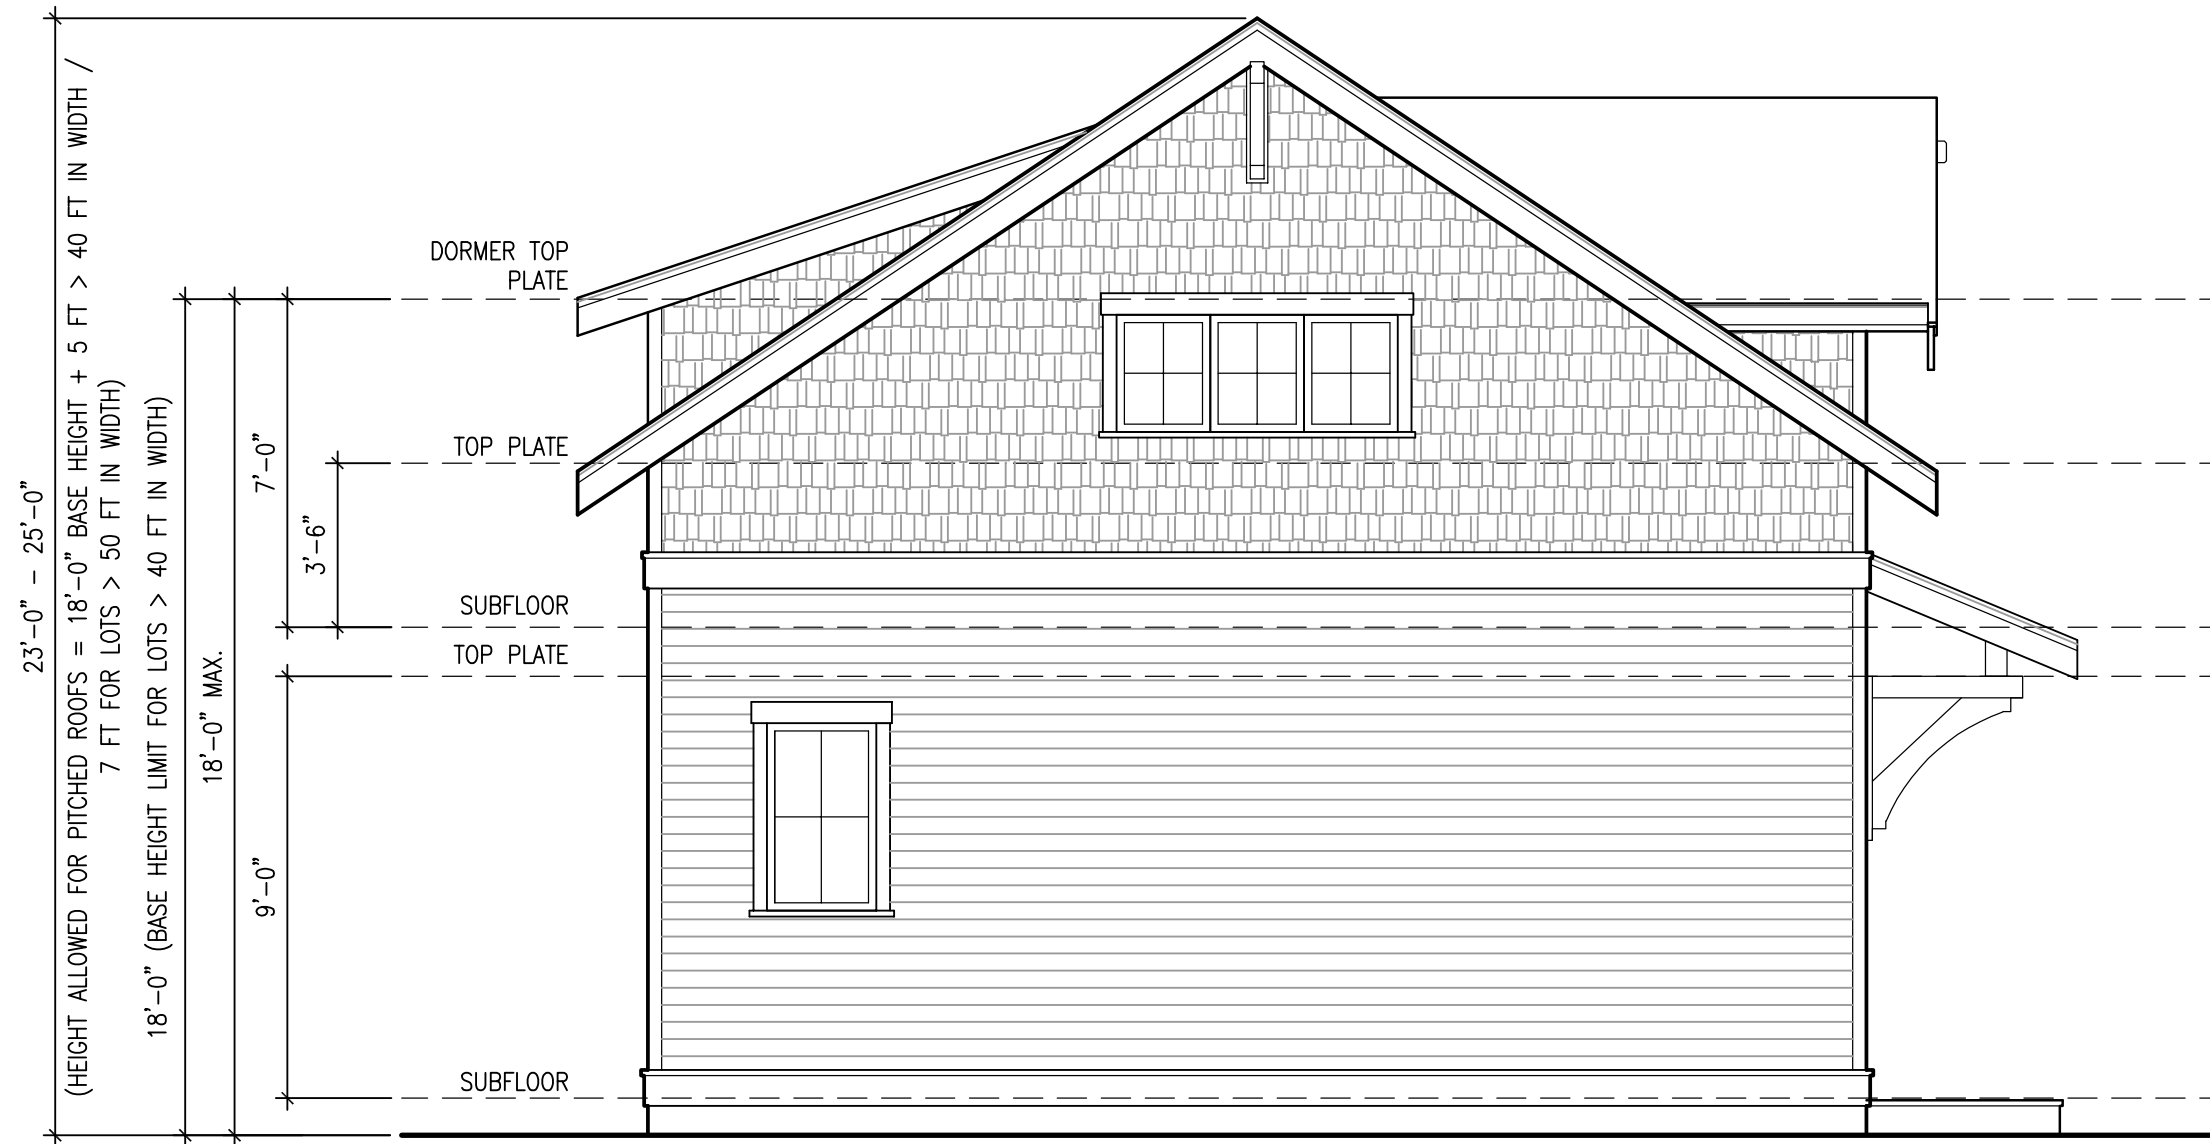 23'-0" - 25'-0"
(HEIGHT ALLOWED FOR PITCHED ROOFS = 18'-0" BASE HEIGHT + 5 FT > 40 FT IN WIDTH /
7 FT FOR LOTS > 50 FT IN WIDTH)
18'-0" (BASE HEIGHT LIMIT FOR LOTS > 40 FT IN WIDTH)
18'-0" MAX.
7'-0"
9'-0"
3'-6"
DORMER TOP
PLATE
TOP PLATE
SUBFLOOR
TOP PLATE
SUBFLOOR